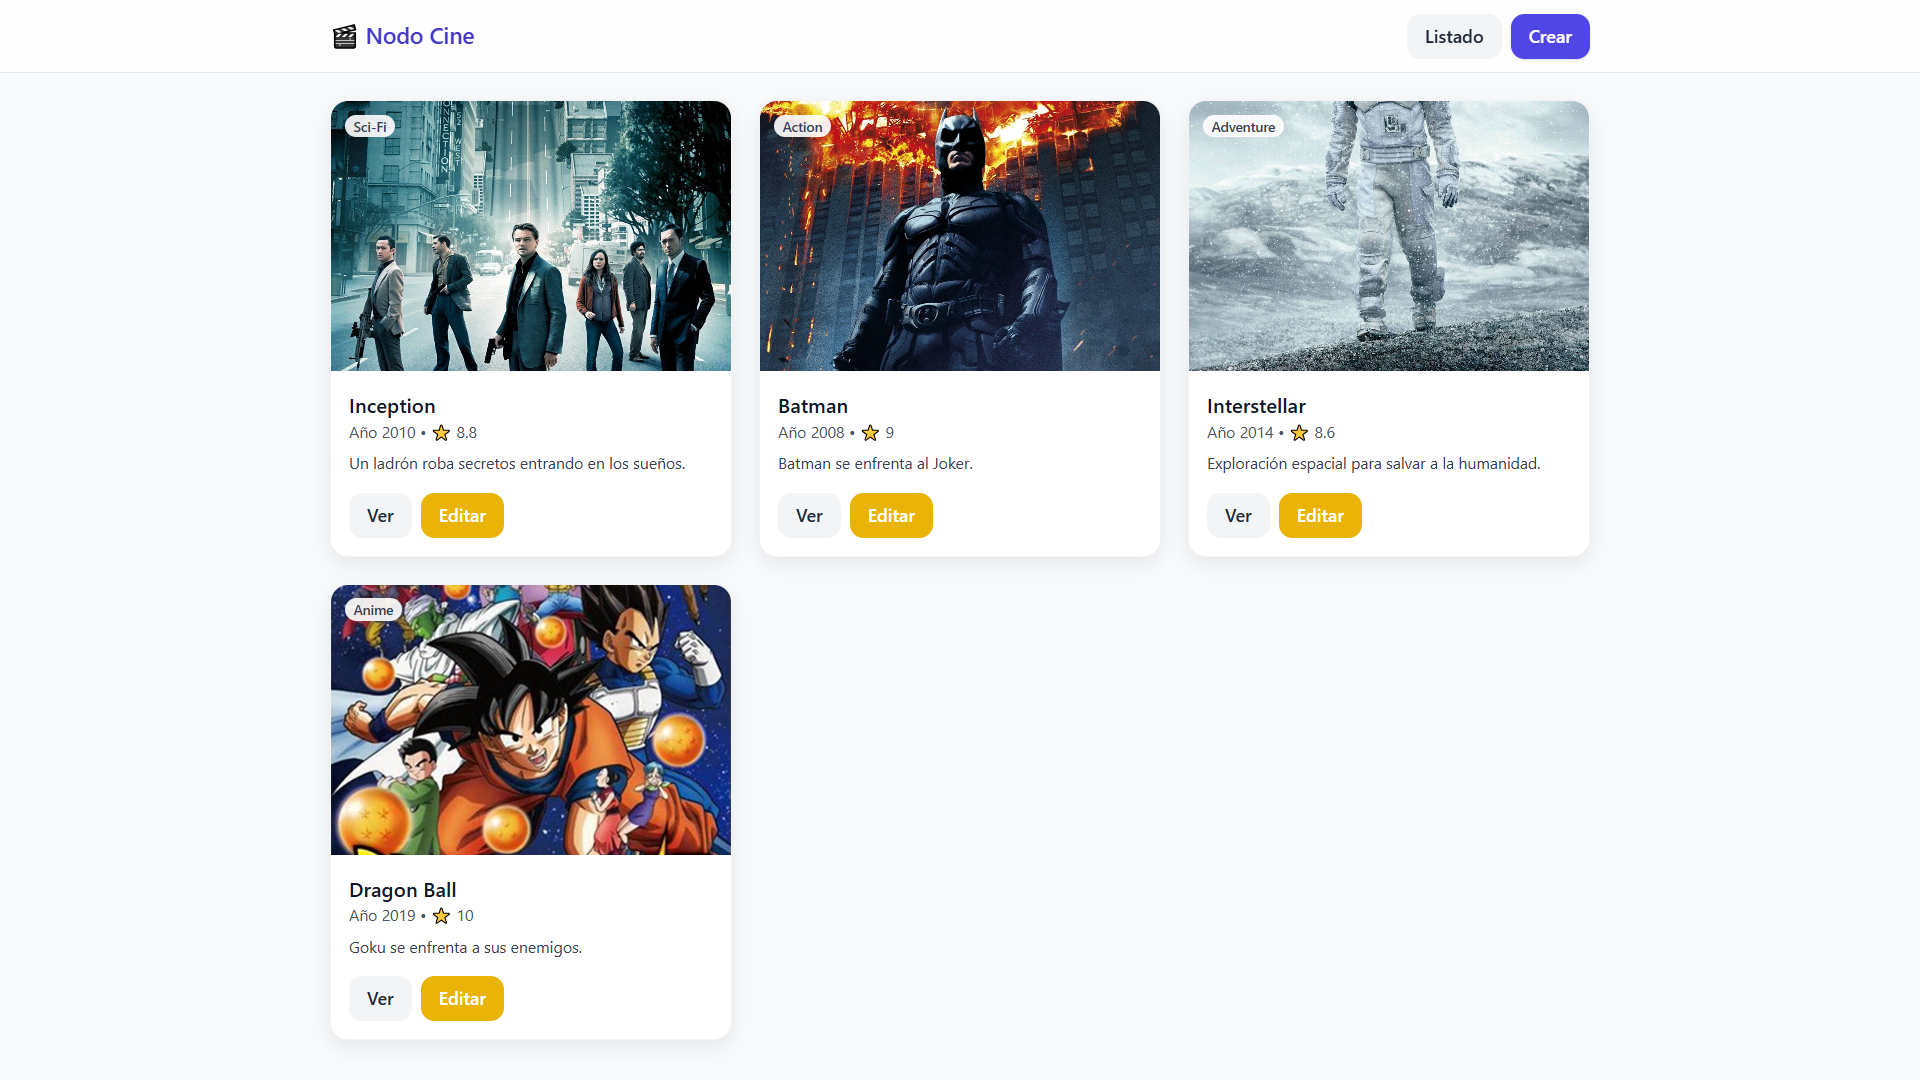 Nodo Cine
Listado
Crear
Sci-Fi
CONNECTION
52 WEST
Inception
Año 2010 • ⭐ 8.8
Un ladrón roba secretos entrando en los sueños.
Ver
Editar
Action
Batman
Año 2008 • ⭐ 9
Batman se enfrenta al Joker.
Ver
Editar
Adventure
Interstellar
Año 2014 • ⭐ 8.6
Exploración espacial para salvar a la humanidad.
Ver
Editar
Anime
Dragon Ball
Año 2019 • ⭐ 10
Goku se enfrenta a sus enemigos.
Ver
Editar